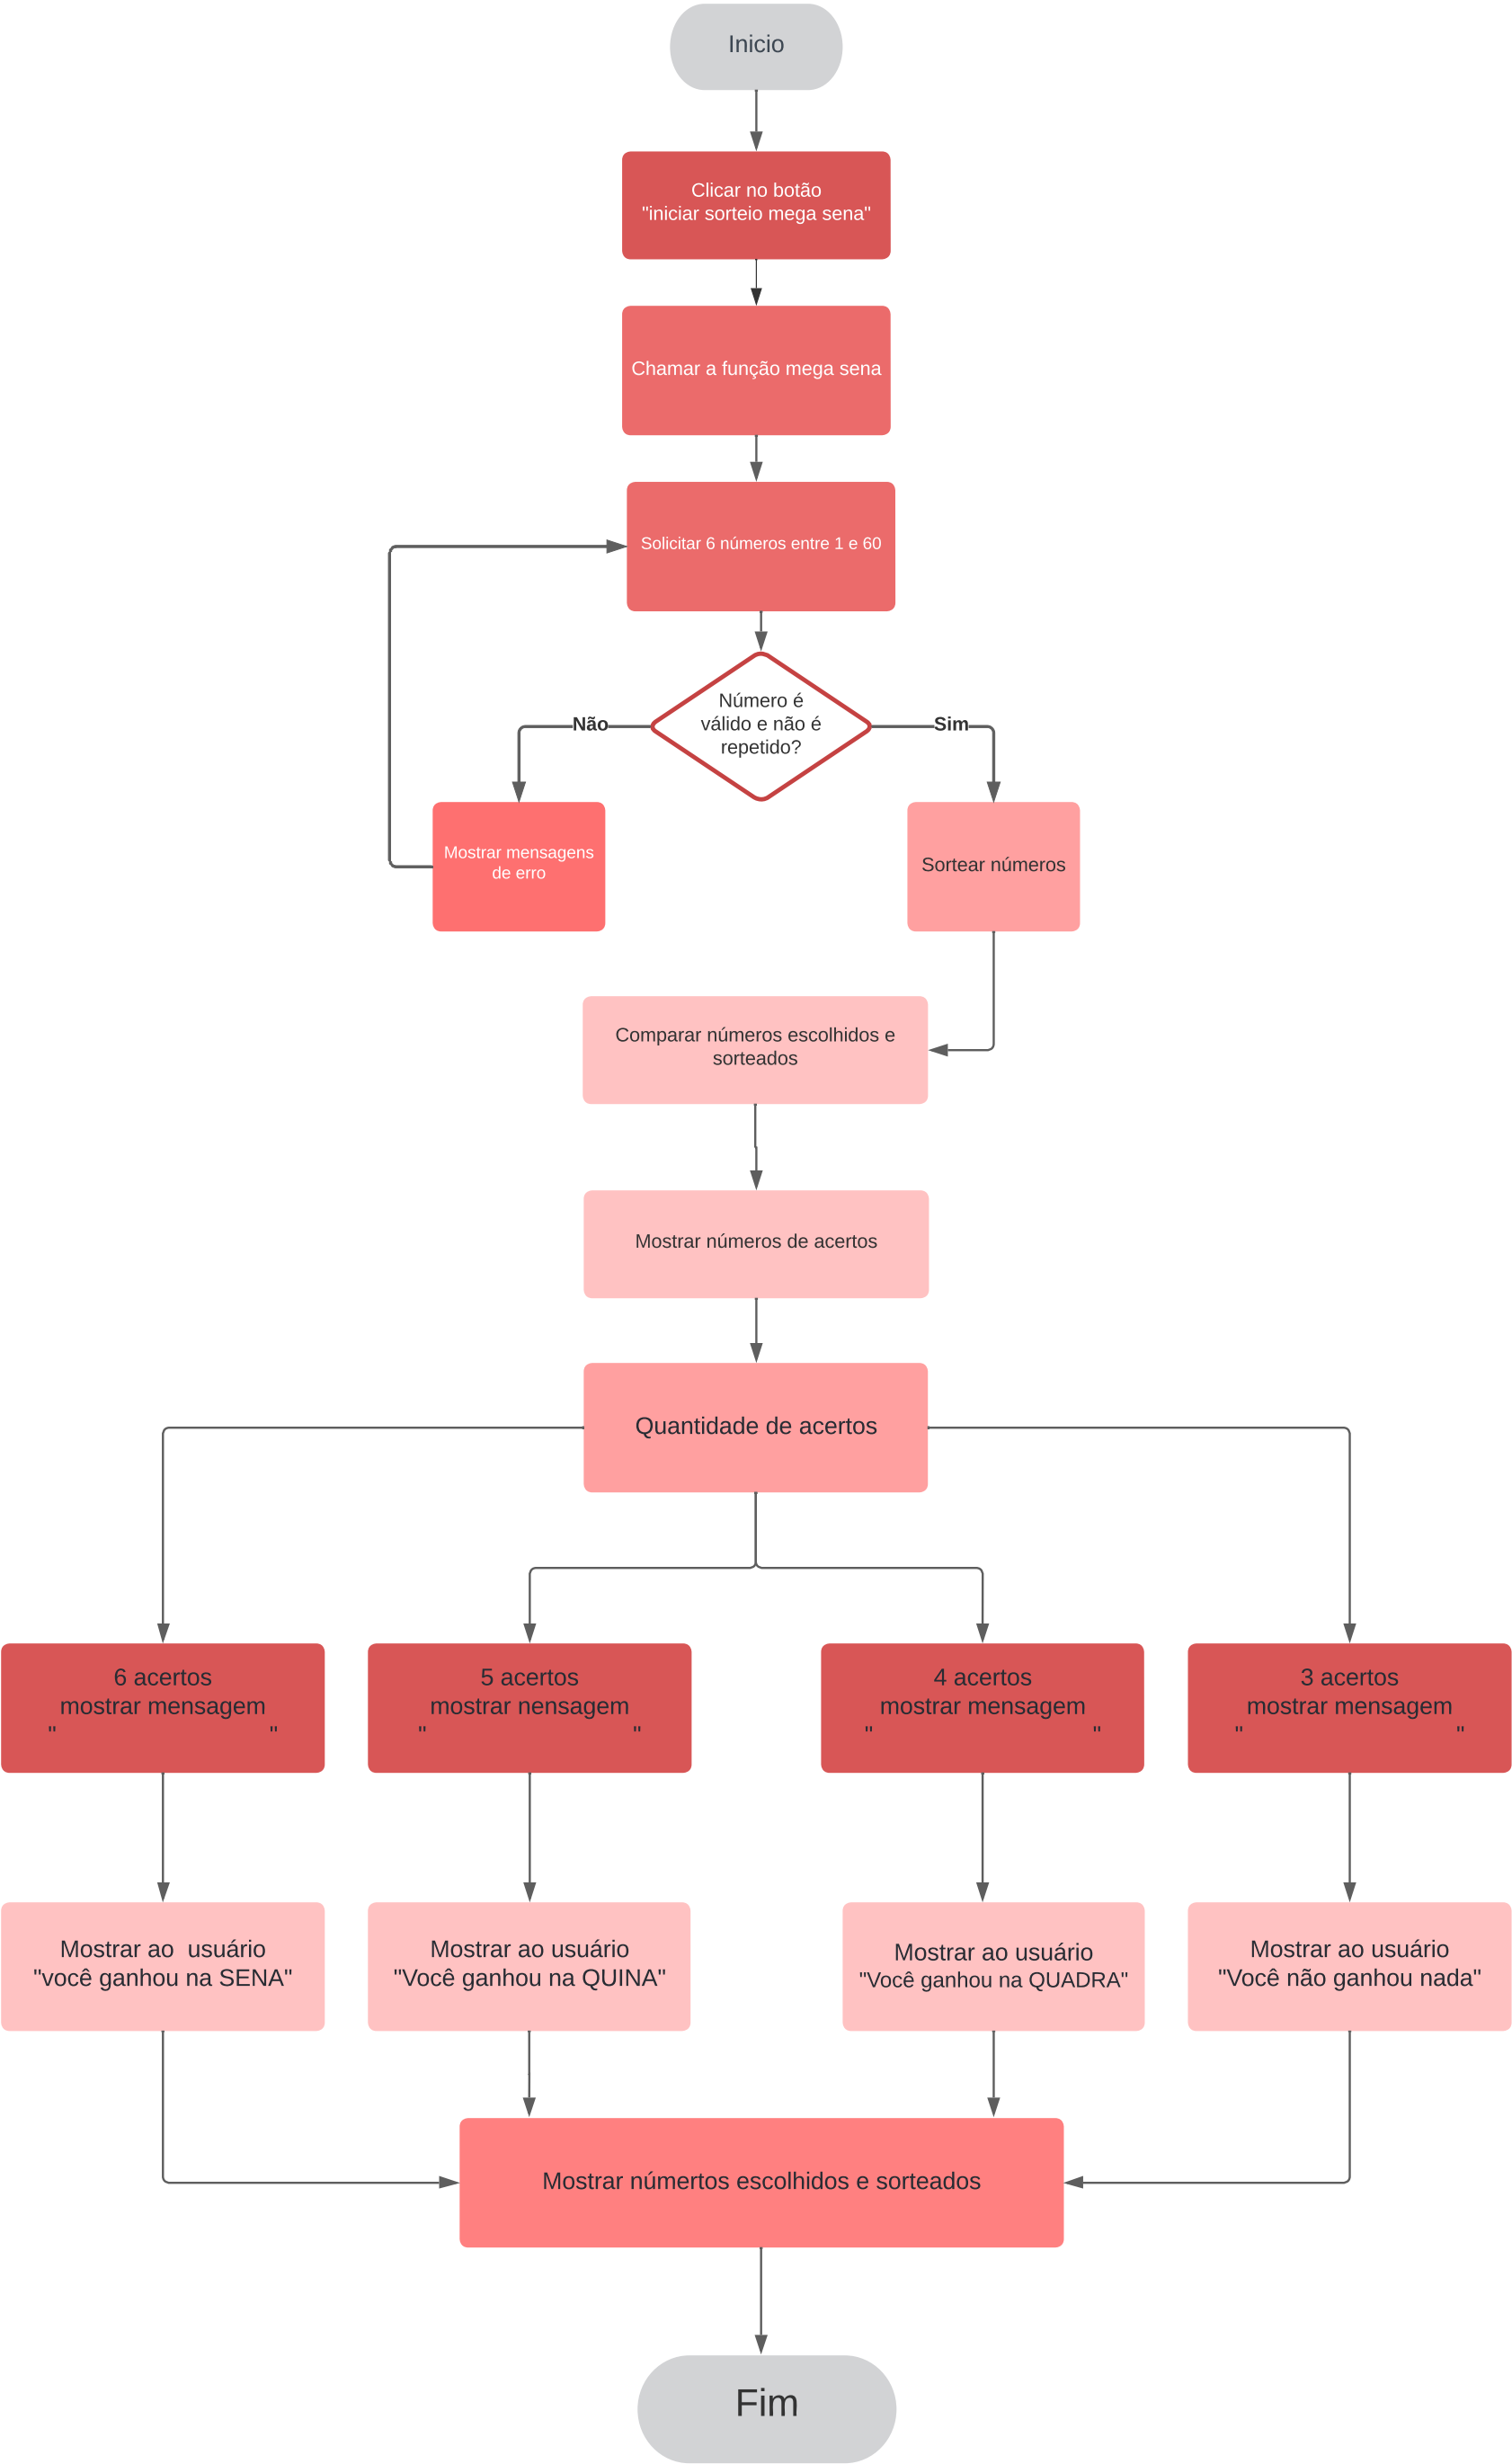 Inicio
Clicar no botão
"iniciar sorteio mega sena"
Chamar a função mega sena
Solicitar 6 números entre 1 e 60
Número é
válido e não é
repetido?
Não
Sim
Mostrar mensagens
de erro
Sortear números
Comparar números escolhidos e
sorteados
Mostrar números de acertos
Quantidade de acertos
6 acertos
mostrar mensagem
" "
5 acertos
mostrar nensagem
" "
4 acertos
mostrar mensagem
" "
3 acertos
mostrar mensagem
" "
Mostrar ao  usuário
"você ganhou na SENA"
Mostrar ao usuário
"Você ganhou na QUINA"
Mostrar ao usuário
"Você ganhou na QUADRA"
Mostrar ao usuário
"Você não ganhou nada"
Mostrar númertos escolhidos e sorteados
Fim